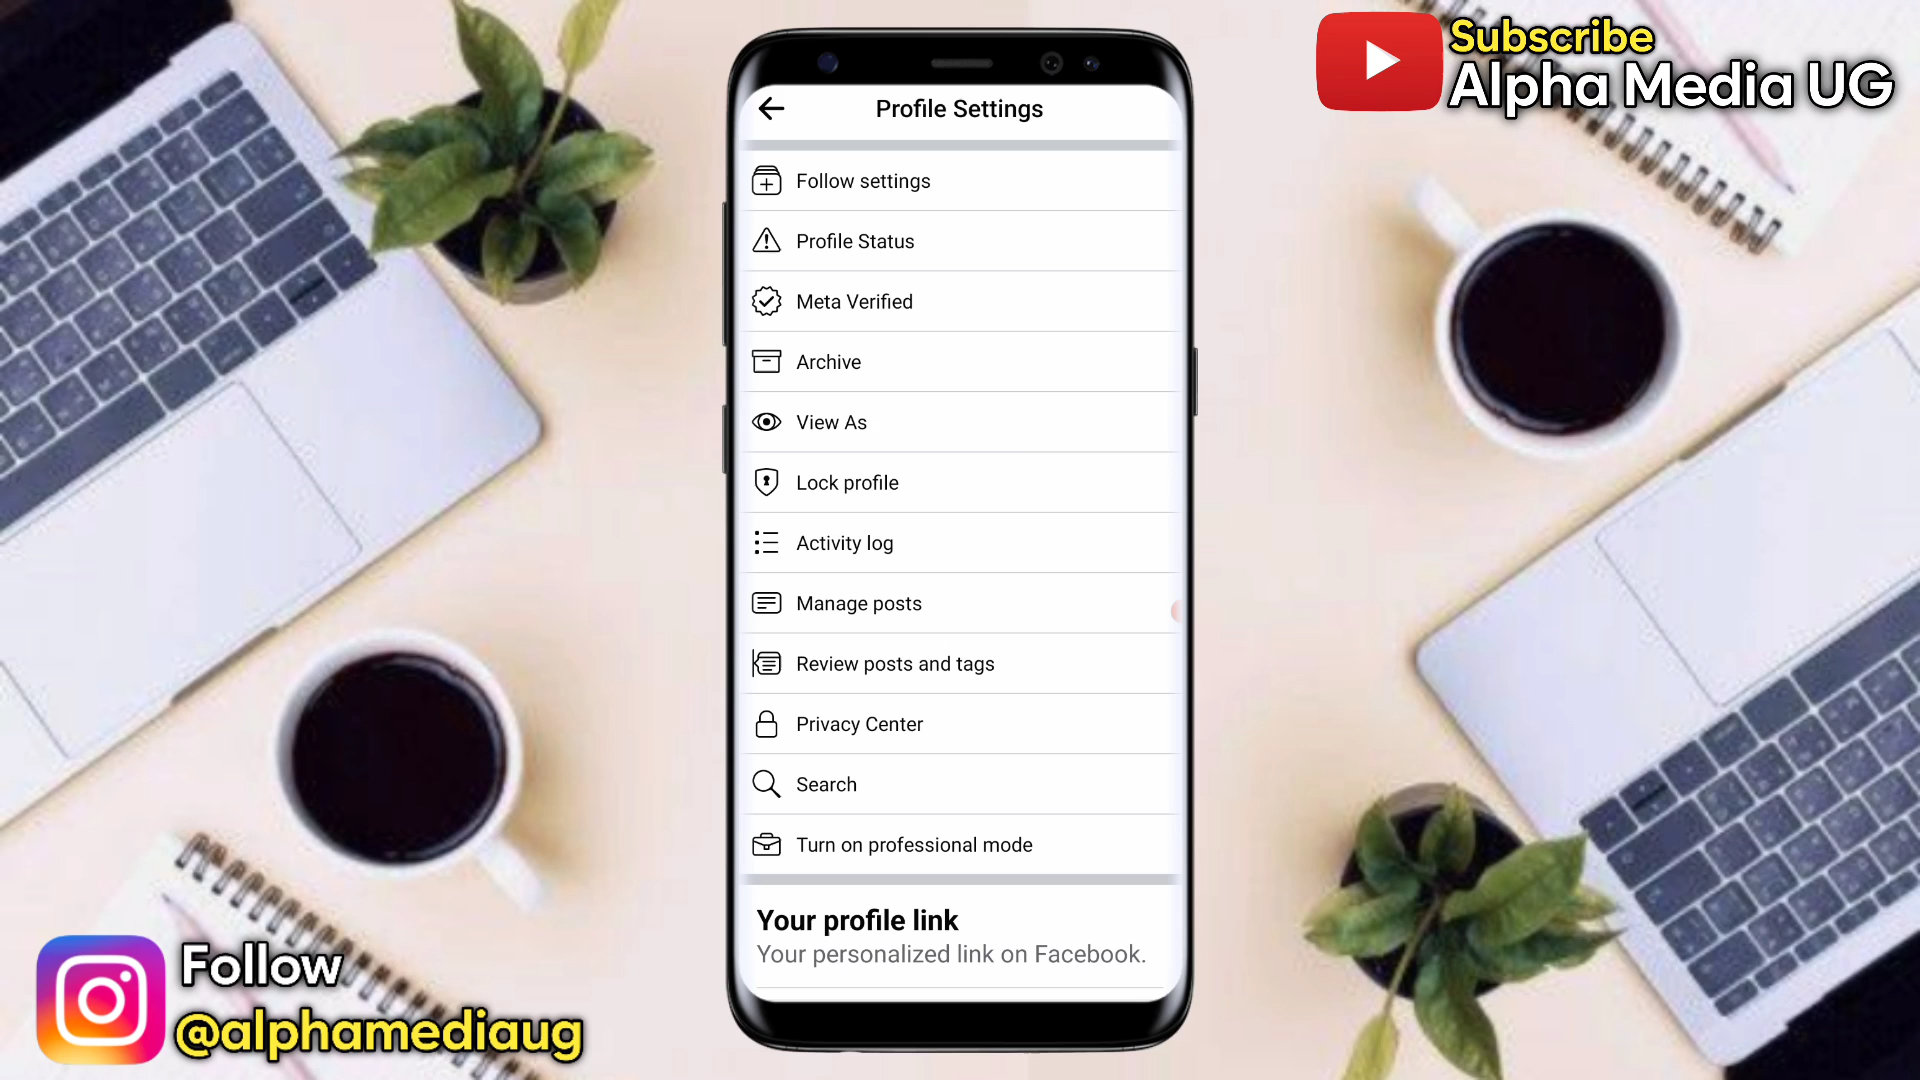 Subscribe
Alpha Media UG
Profile Settings
Follow settings
Profile Status
Meta Verified
Archive
View As
Lock profile
Activity log
Manage posts
Review posts and tags
Privacy Center
Search
Turn on professional mode
Your profile link
Your personalized link on Facebook.
Follow
@alphamediaug